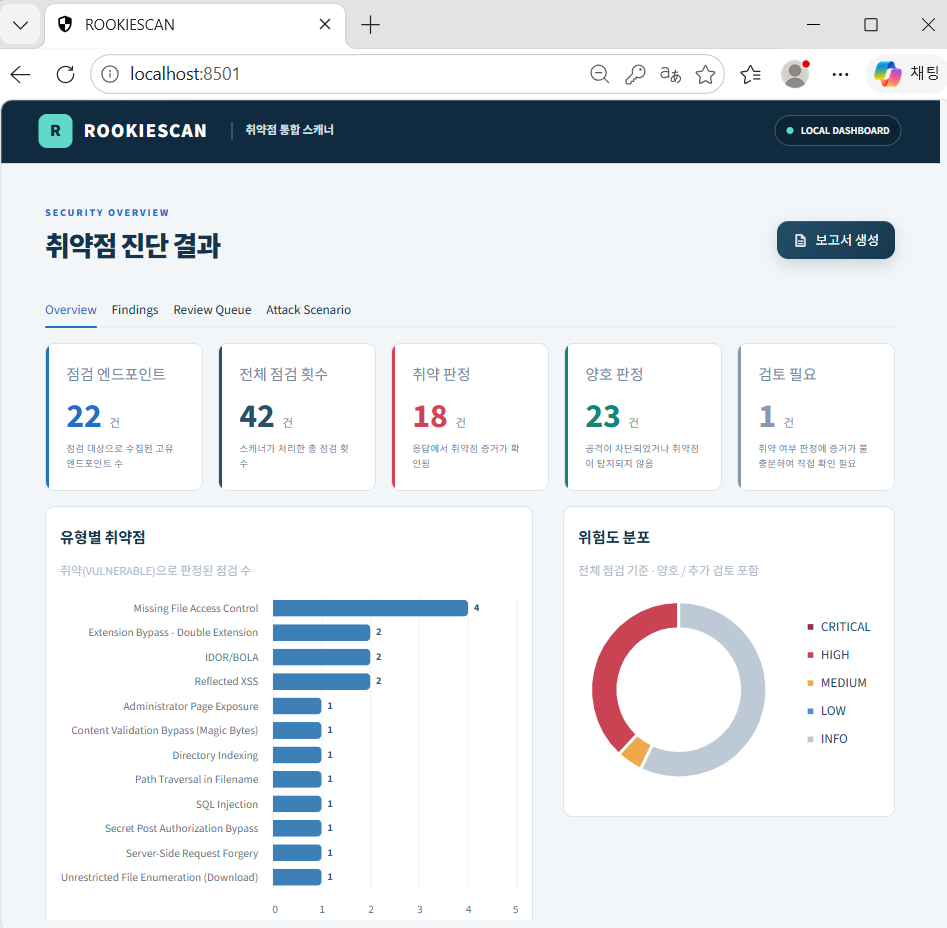 ROOKIESCAN
localhost:8501
채팅
R ROOKIESCAN 취약점 통합 스캐너
LOCAL DASHBOARD
SECURITY OVERVIEW
취약점 진단 결과
보고서 생성
Overview Findings Review Queue Attack Scenario
점검 엔드포인트
22 건
점검 대상으로 수집된 고유
엔드포인트 수
전체 점검 횟수
42 건
스캐너가 처리한 총 점검 횟
수
취약 판정
18 건
응답에서 취약점 증거가 확
인됨
양호 판정
23 건
공격이 차단되었거나 취약점
이 탐지되지 않음
검토 필요
1 건
취약 여부 판정에 증거가 불
충분하여 직접 확인 필요
유형별 취약점
취약(VULNERABLE)으로 판정된 점검 수
Missing File Access Control 4
Extension Bypass - Double Extension 2
IDOR/BOLA 2
Reflected XSS 2
Administrator Page Exposure 1
Content Validation Bypass (Magic Bytes) 1
Directory Indexing 1
Path Traversal in Filename 1
SQL Injection 1
Secret Post Authorization Bypass 1
Server-Side Request Forgery 1
Unrestricted File Enumeration (Download) 1
0 1 2 3 4 5
위험도 분포
전체 점검 기준 · 양호 / 추가 검토 포함
CRITICAL
HIGH
MEDIUM
LOW
INFO